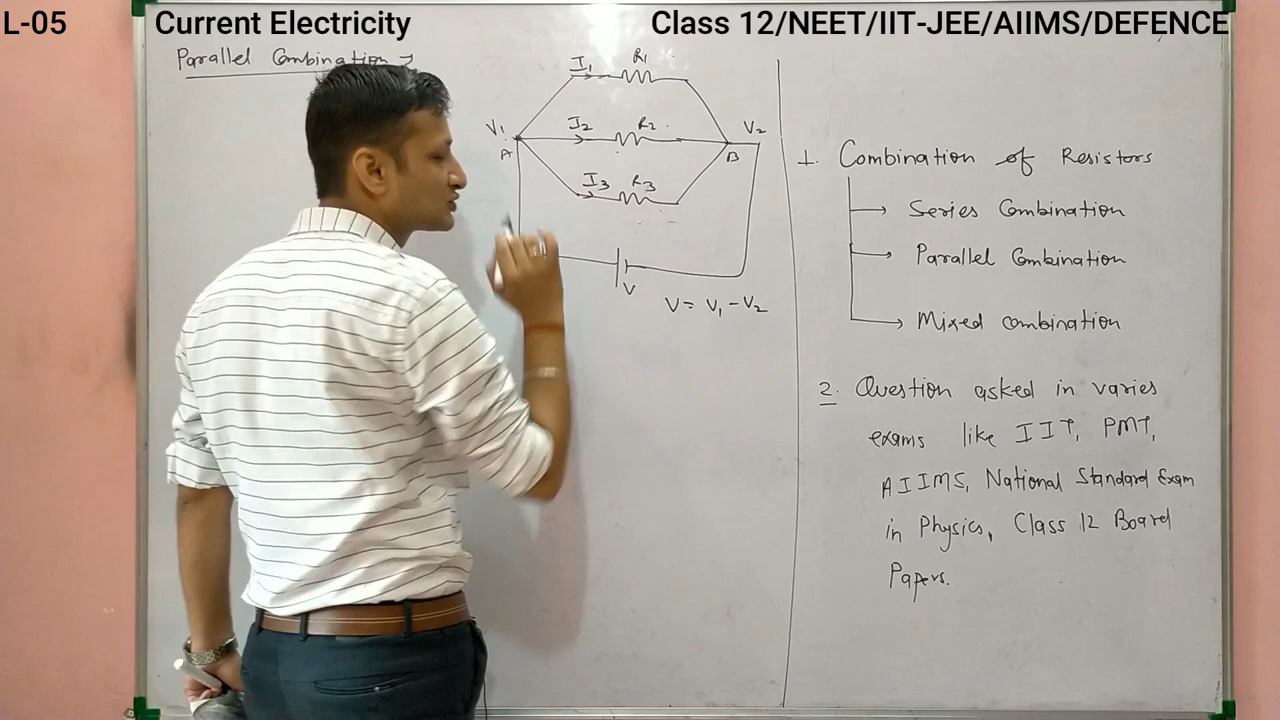 L-05 Current Electricity Class 12/NEET/IIT-JEE/AIIMS/DEFENCE
Parallel Combination
I1 R1
V1 I2 R2 V2
A B
I3 R3
V
V = V1 - V2
1. Combination of Resistors
Series Combination
Parallel Combination
Mixed combination
2. Question asked in varies
exams like IIT, PMT,
AIIMS, National Standard Exam
in Physics, Class 12 Board
Papers.